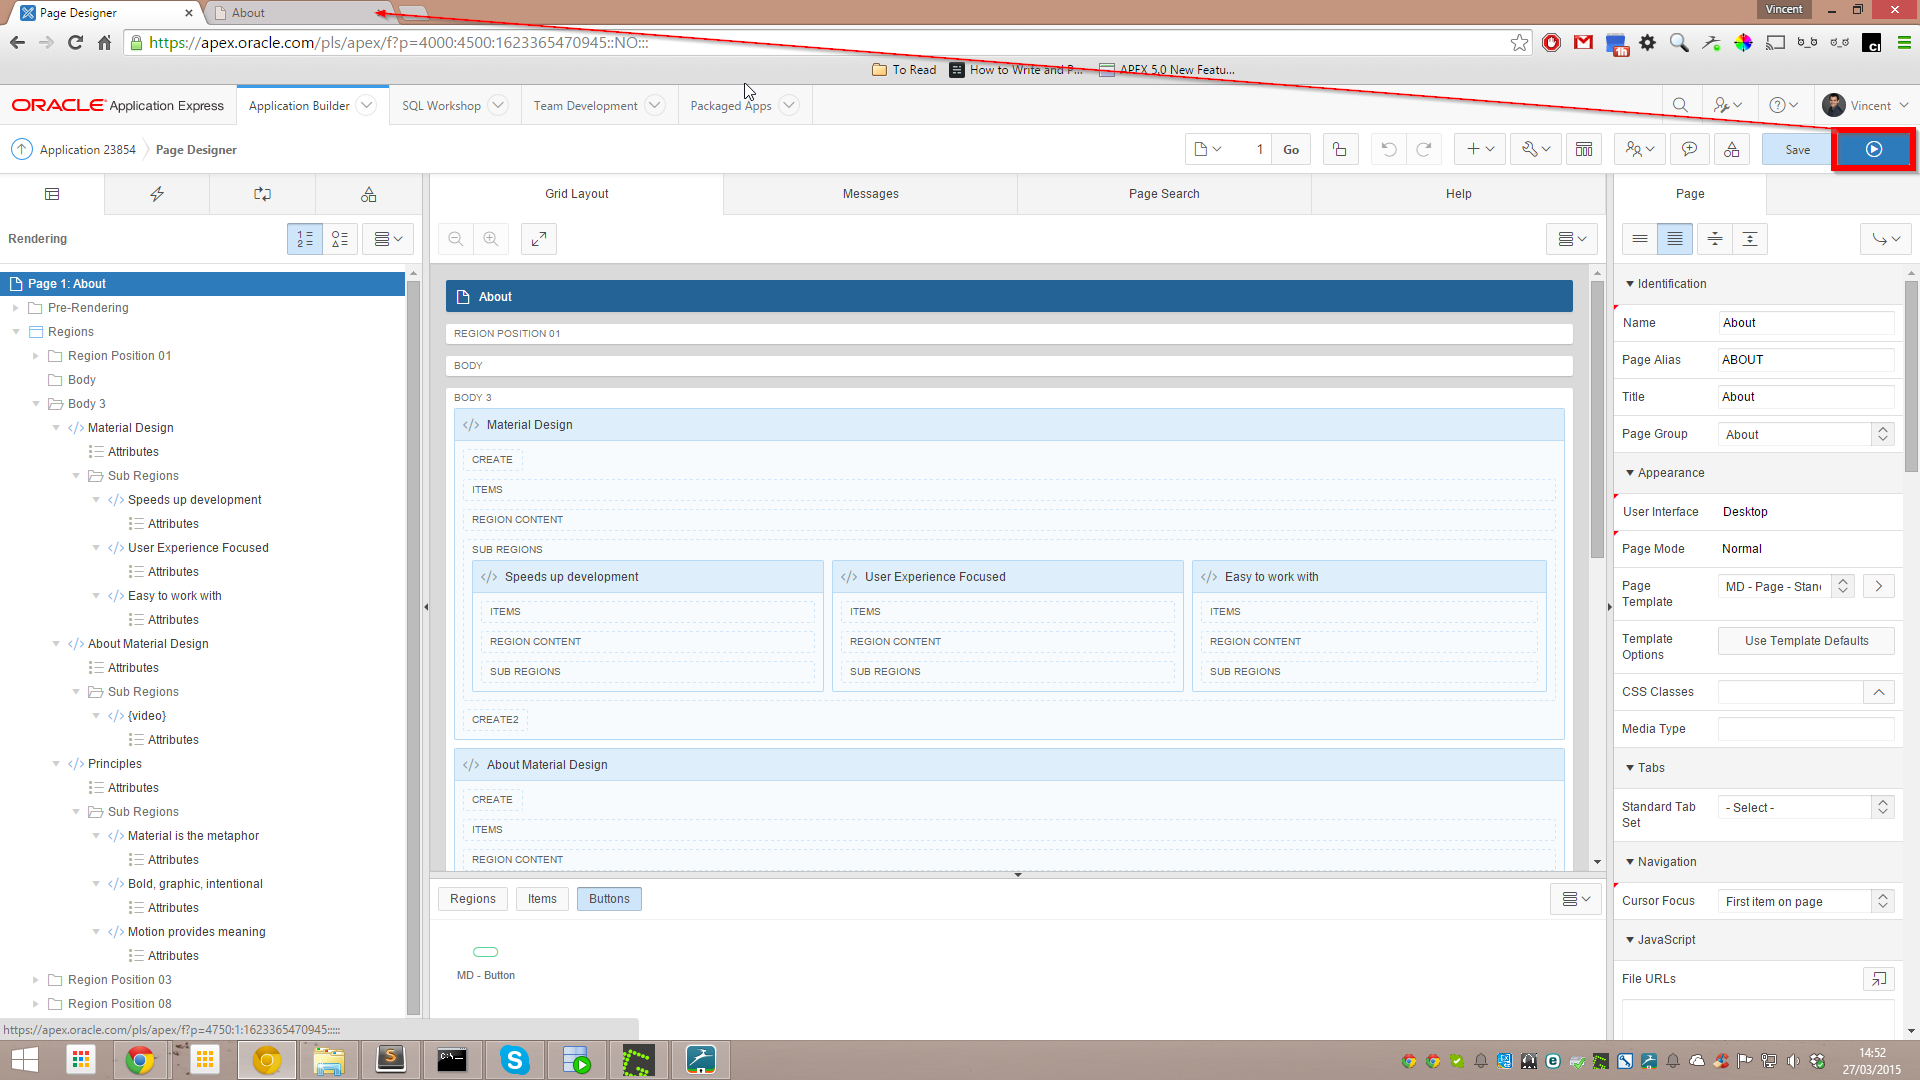 Page Designer
About
Vincent
https://apex.oracle.com/pls/apex/f?p=4000:4500:1623365470945::NO:::
1h
To Read
How to Write and P...
APEX 5.0 New Featu...
ORACLE Application Express
Application Builder
SQL Workshop
Team Development
Packaged Apps
Vincent
Application 23854
Page Designer
1
Go
Save
Rendering
Page 1: About
Pre-Rendering
Regions
Region Position 01
Body
Body 3
Material Design
Attributes
Sub Regions
Speeds up development
Attributes
User Experience Focused
Attributes
Easy to work with
Attributes
About Material Design
Attributes
Sub Regions
{video}
Attributes
Principles
Attributes
Sub Regions
Material is the metaphor
Attributes
Bold, graphic, intentional
Attributes
Motion provides meaning
Attributes
Region Position 03
Region Position 08
https://apex.oracle.com/pls/apex/f?p=4750:1:1623365470945:::::
Grid Layout
Messages
Page Search
Help
About
REGION POSITION 01
BODY
BODY 3
Material Design
CREATE
ITEMS
REGION CONTENT
SUB REGIONS
Speeds up development
ITEMS
REGION CONTENT
SUB REGIONS
User Experience Focused
ITEMS
REGION CONTENT
SUB REGIONS
Easy to work with
ITEMS
REGION CONTENT
SUB REGIONS
CREATE2
About Material Design
CREATE
ITEMS
REGION CONTENT
Regions
Items
Buttons
MD - Button
Page
Identification
Name
About
Page Alias
ABOUT
Title
About
Page Group
About
Appearance
User Interface
Desktop
Page Mode
Normal
Page
Template
MD - Page - Stan
Template
Options
Use Template Defaults
CSS Classes
Media Type
Tabs
Standard Tab
Set
- Select -
Navigation
Cursor Focus
First item on page
JavaScript
File URLs
14:52
27/03/2015